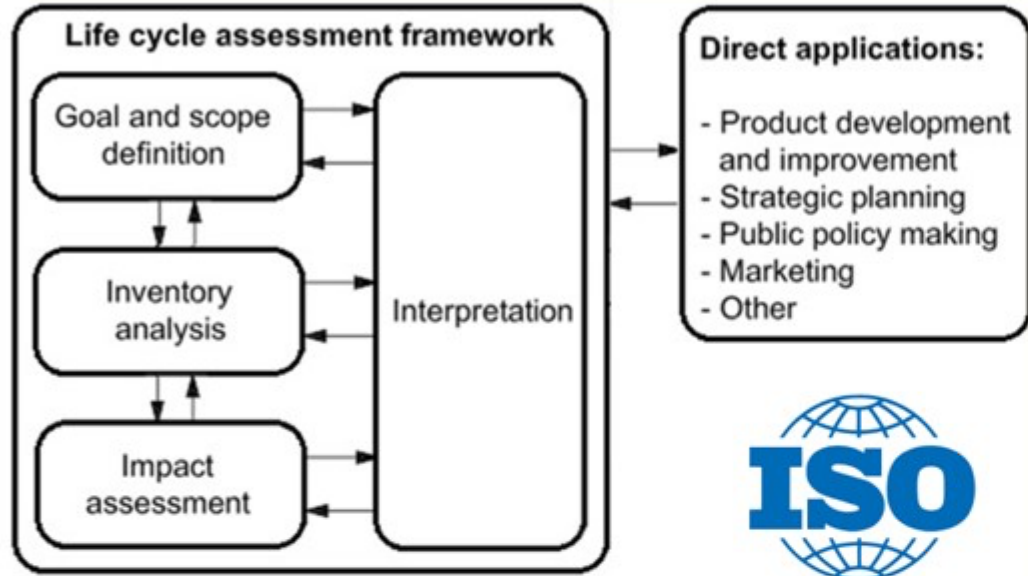 Life cycle assessment framework
Goal and scope
definition
Inventory
analysis
Impact
assessment
Interpretation
Direct applications:
- Product development
and improvement
- Strategic planning
- Public policy making
- Marketing
- Other
ISO